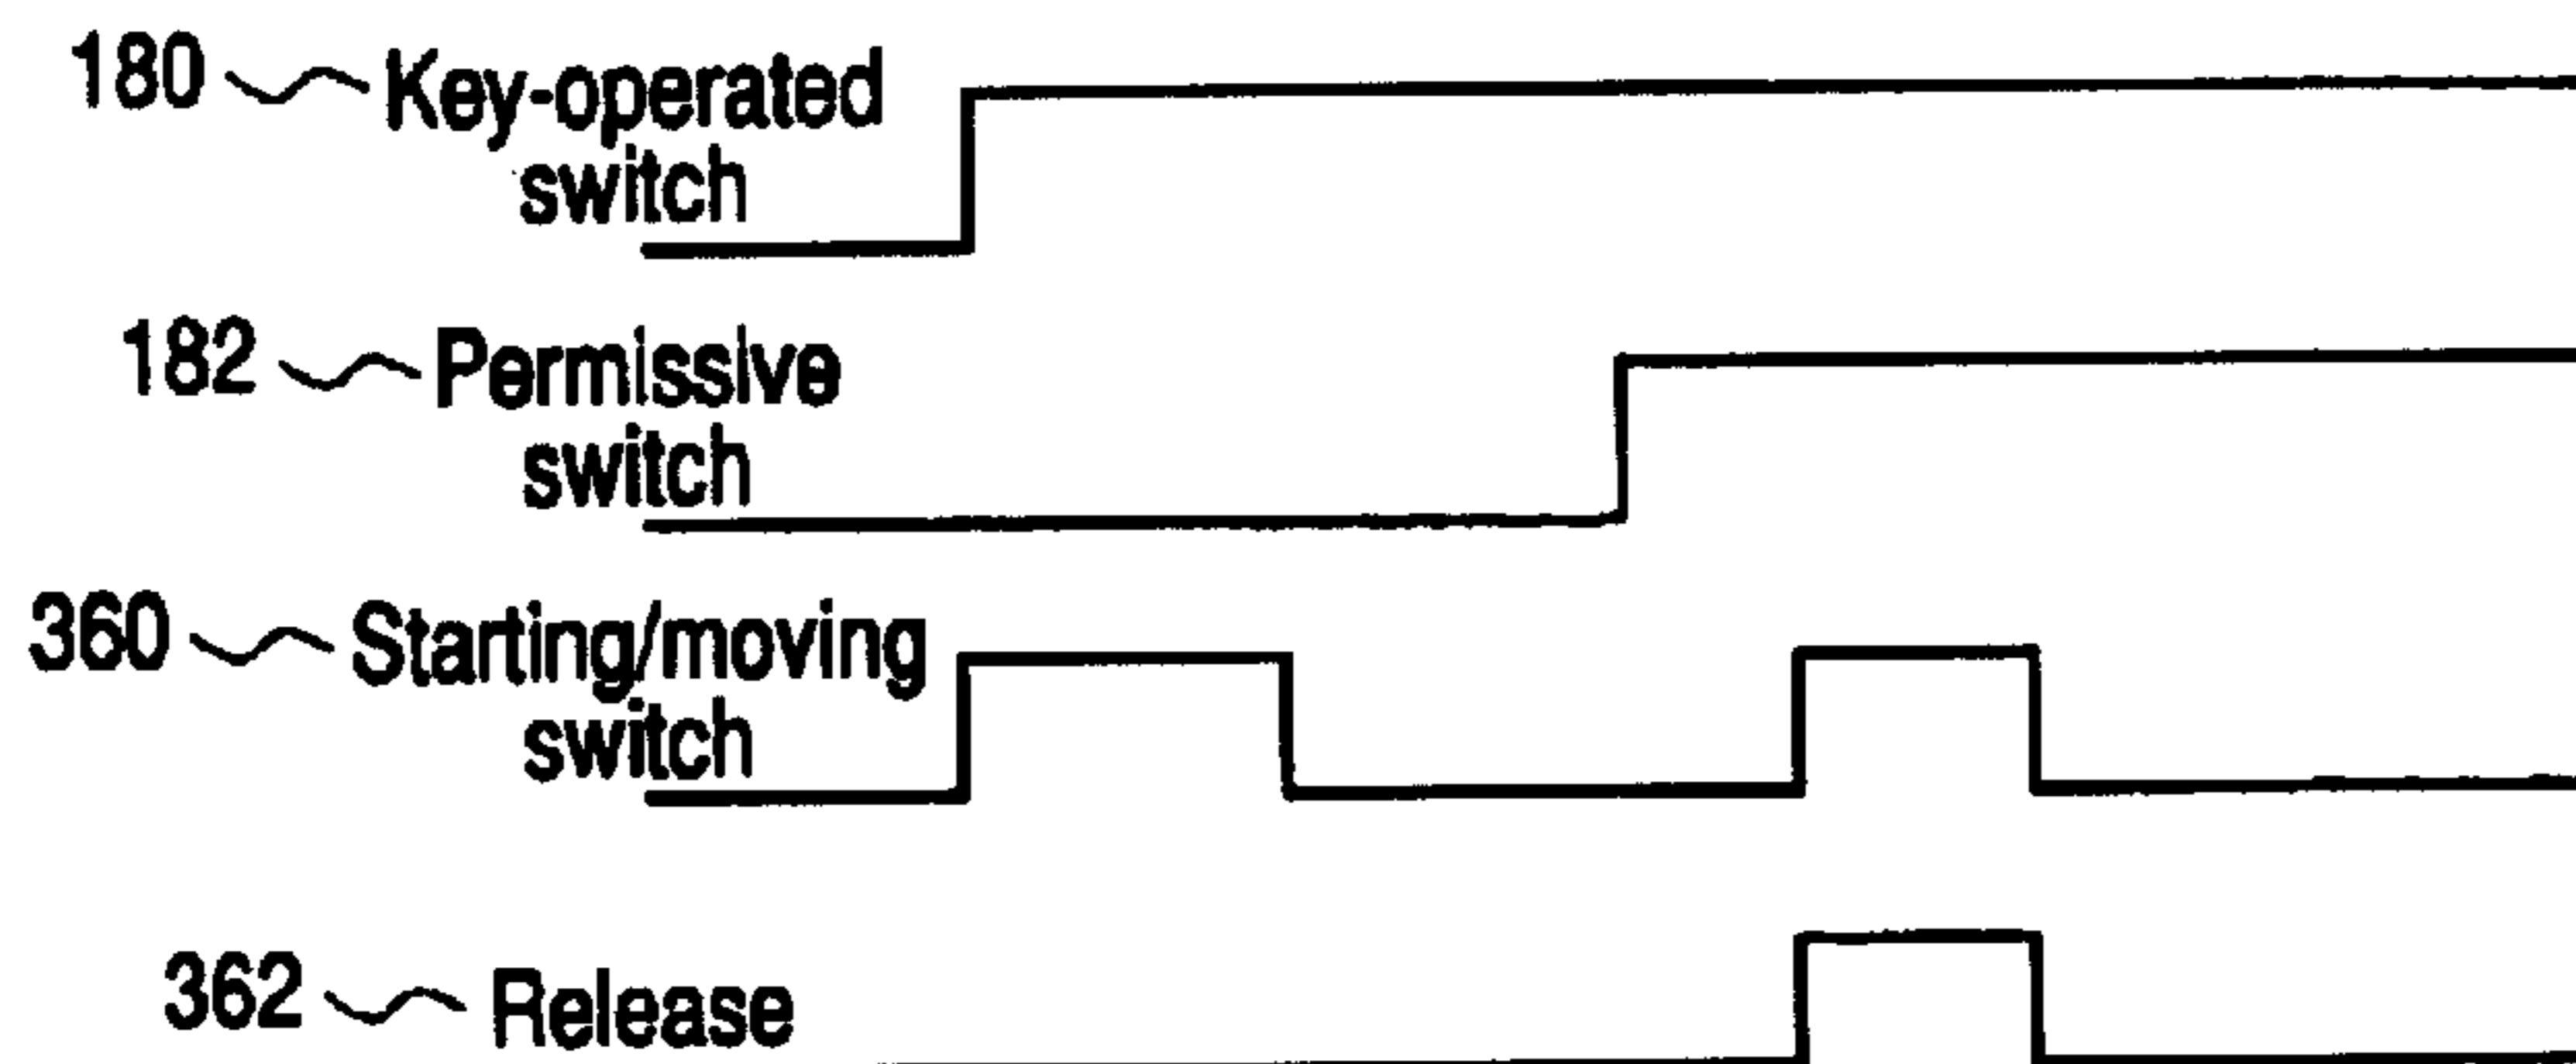 180 Key-operated
switch
182 Permissive
switch
360 Starting/moving
switch
362 Release